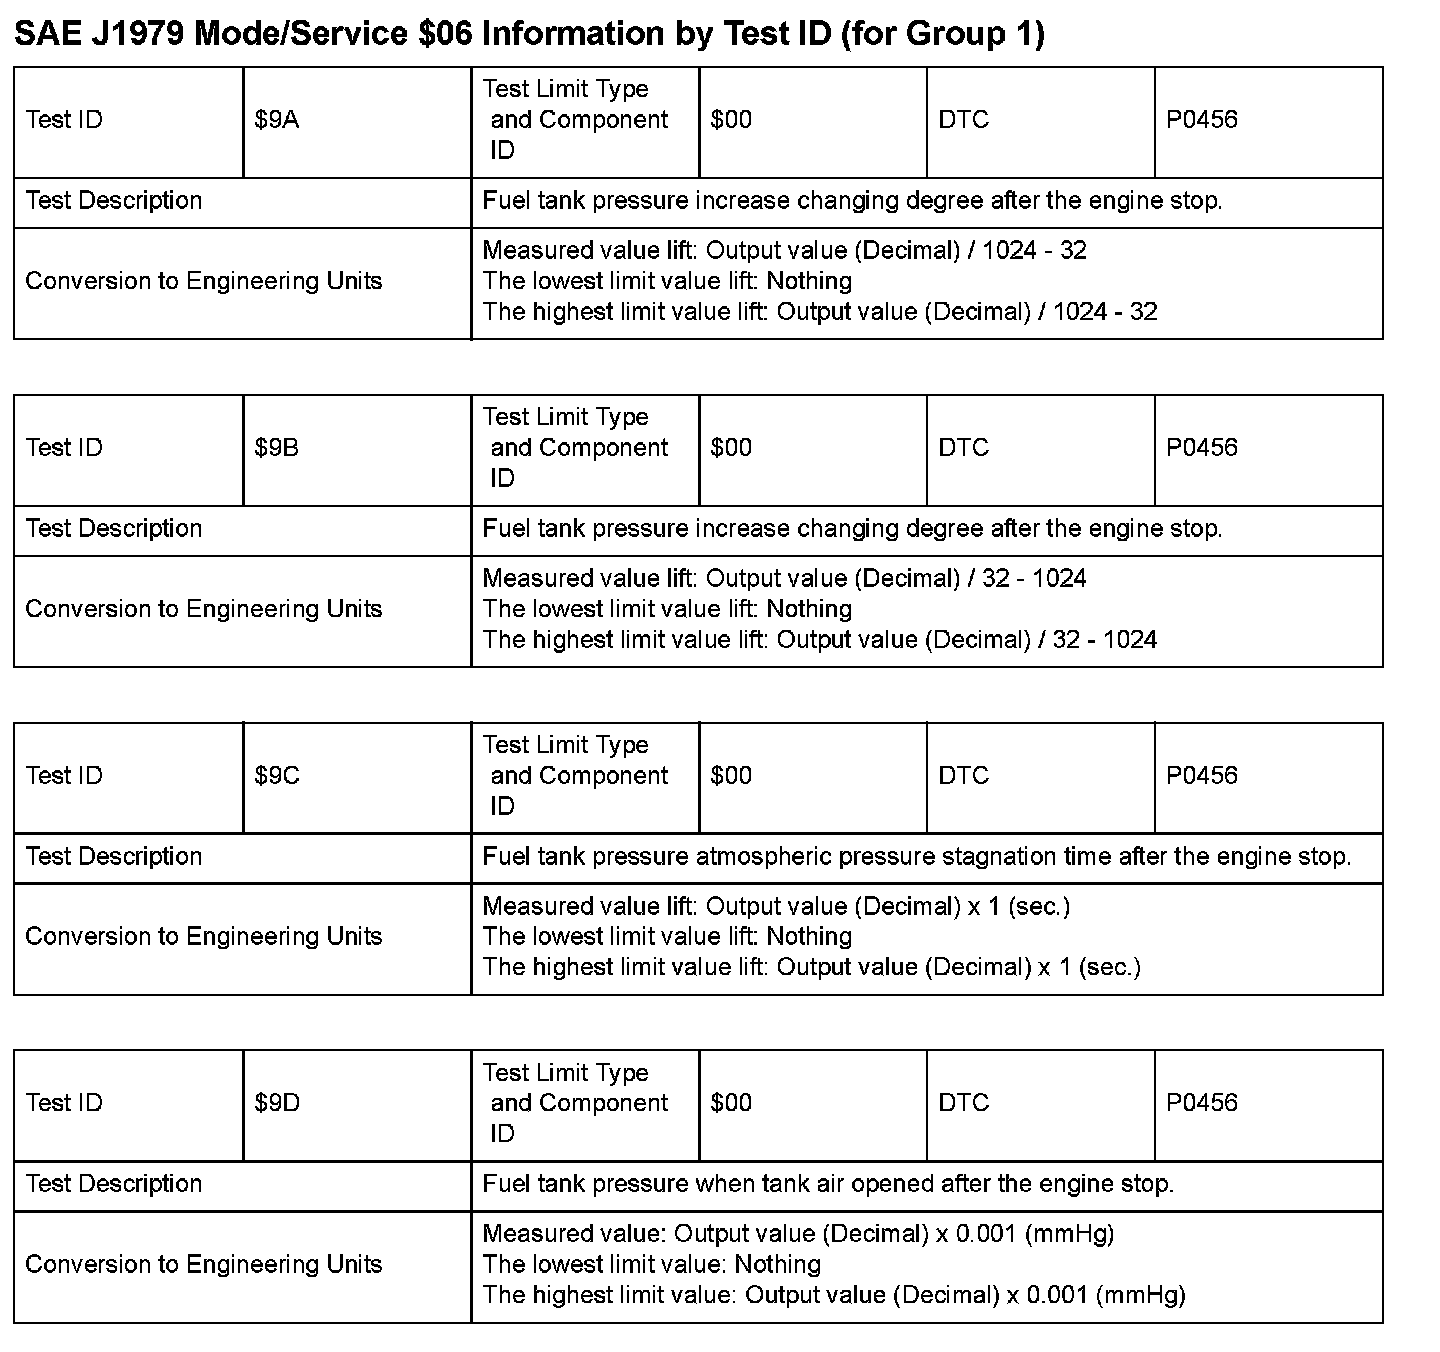 SAE J1979 Mode/Service $06 Information by Test ID (for Group 1)
Test ID
$9A
Test Limit Type
and Component
ID
$00
DTC
P0456
Test Description
Fuel tank pressure increase changing degree after the engine stop.
Conversion to Engineering Units
Measured value lift: Output value (Decimal) / 1024 - 32
The lowest limit value lift: Nothing
The highest limit value lift: Output value (Decimal) / 1024 - 32
Test ID
$9B
Test Limit Type
and Component
ID
$00
DTC
P0456
Test Description
Fuel tank pressure increase changing degree after the engine stop.
Conversion to Engineering Units
Measured value lift: Output value (Decimal) / 32 - 1024
The lowest limit value lift: Nothing
The highest limit value lift: Output value (Decimal) / 32 - 1024
Test ID
$9C
Test Limit Type
and Component
ID
$00
DTC
P0456
Test Description
Fuel tank pressure atmospheric pressure stagnation time after the engine stop.
Conversion to Engineering Units
Measured value lift: Output value (Decimal) x 1 (sec.)
The lowest limit value lift: Nothing
The highest limit value lift: Output value (Decimal) x 1 (sec.)
Test ID
$9D
Test Limit Type
and Component
ID
$00
DTC
P0456
Test Description
Fuel tank pressure when tank air opened after the engine stop.
Conversion to Engineering Units
Measured value: Output value (Decimal) x 0.001 (mmHg)
The lowest limit value: Nothing
The highest limit value: Output value (Decimal) x 0.001 (mmHg)